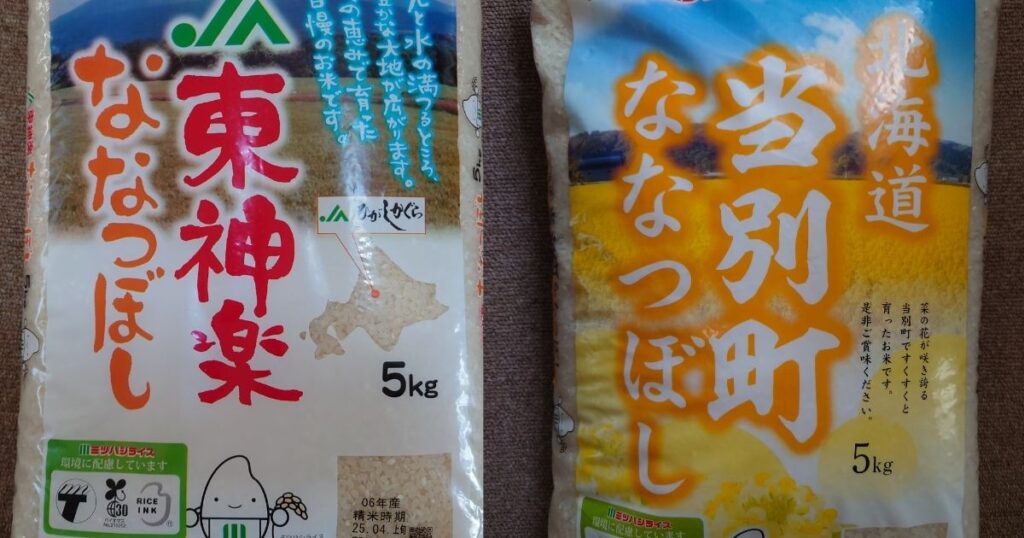 JA
東神楽
ななつぼし
と水の満つるところ、
豊かな大地が広がります。
の恵みで育った
自慢のお米です。
JA ひがしかぐら
5kg
ミツハシライス
環境に配慮しています
バイオマス
30
RICE
INK
06年産
精米時期
25.04.上旬
北海道
当別町
ななつぼし
菜の花が咲き誇る
当別町ですくすくと
育ったお米です。
是非ご賞味ください。
5kg
ミツハシライス
環境に配慮しています